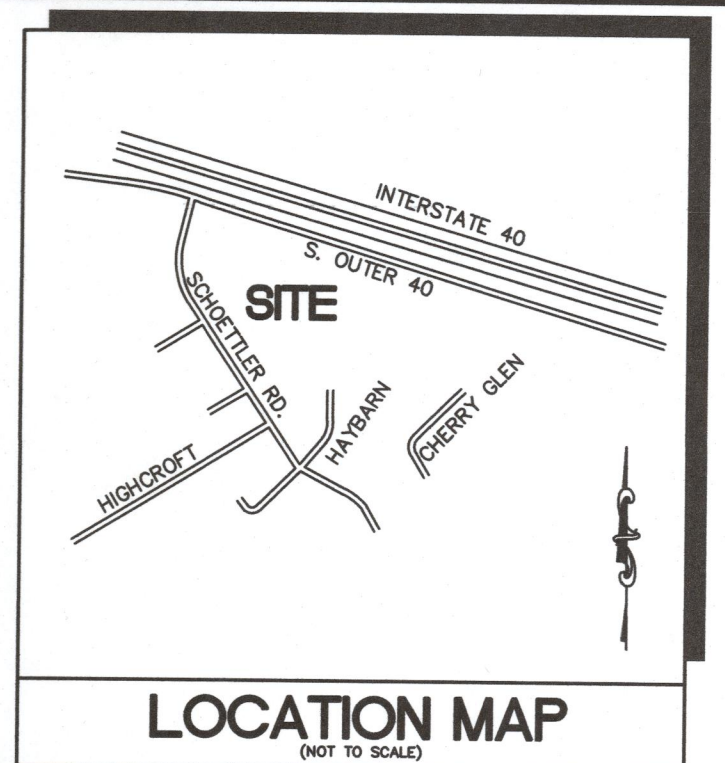 INTERSTATE 40
S. OUTER 40
SITE
SCHOETTLER RD.
HAYBARN
CHERRY GLEN
HIGHCROFT
LOCATION MAP
(NOT TO SCALE)